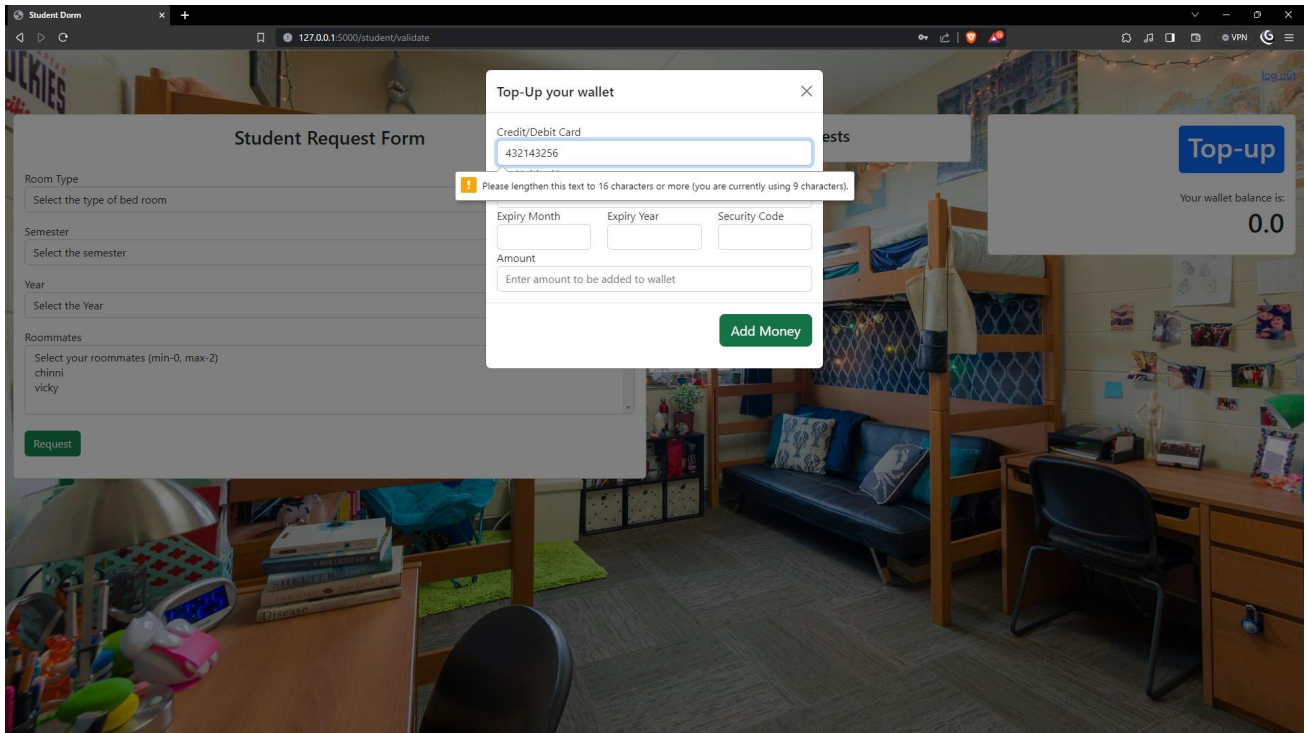 Student Dorm
127.0.0.1:5000/student/validate
VPN
log out
Top-Up your wallet
Credit/Debit Card
432143256
Please lengthen this text to 16 characters or more (you are currently using 9 characters).
Expiry Month Expiry Year Security Code
Amount
Enter amount to be added to wallet
Add Money
Student Request Form
Room Type
Select the type of bed room
Semester
Select the semester
Year
Select the Year
Roommates
Select your roommates (min-0, max-2)
chinni
vicky
Request
ests
Top-up
Your wallet balance is:
0.0
SHELTER
Disease